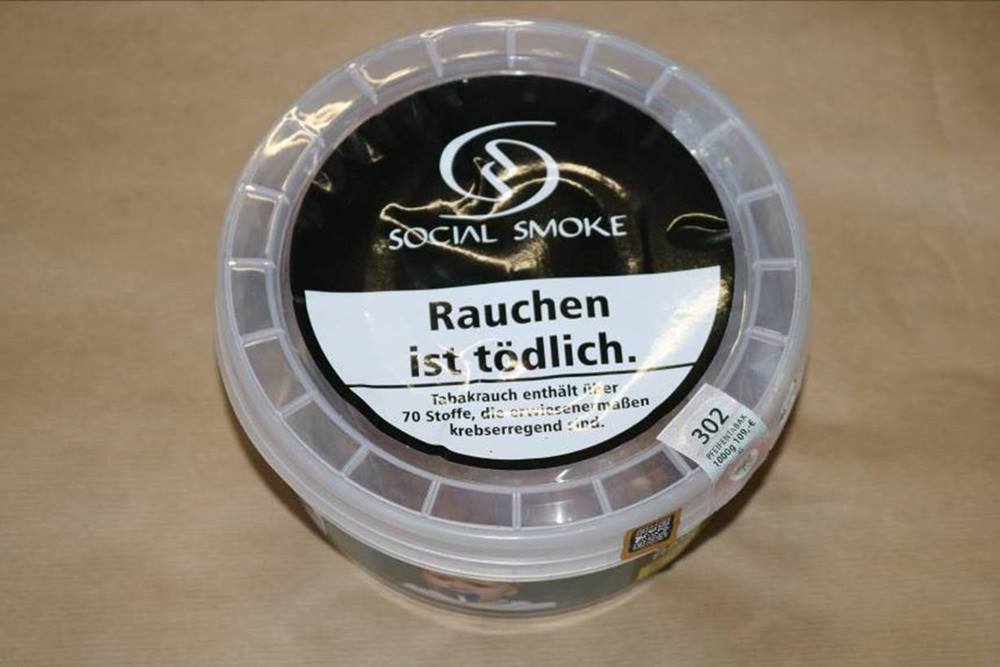 SOCIAL SMOKE
Rauchen
ist tödlich.
Tabakrauch enthält über
70 Stoffe, die erwiesenermaßen
krebserregend sind.
302
PFEIFENTABAK
1000g 109,-€